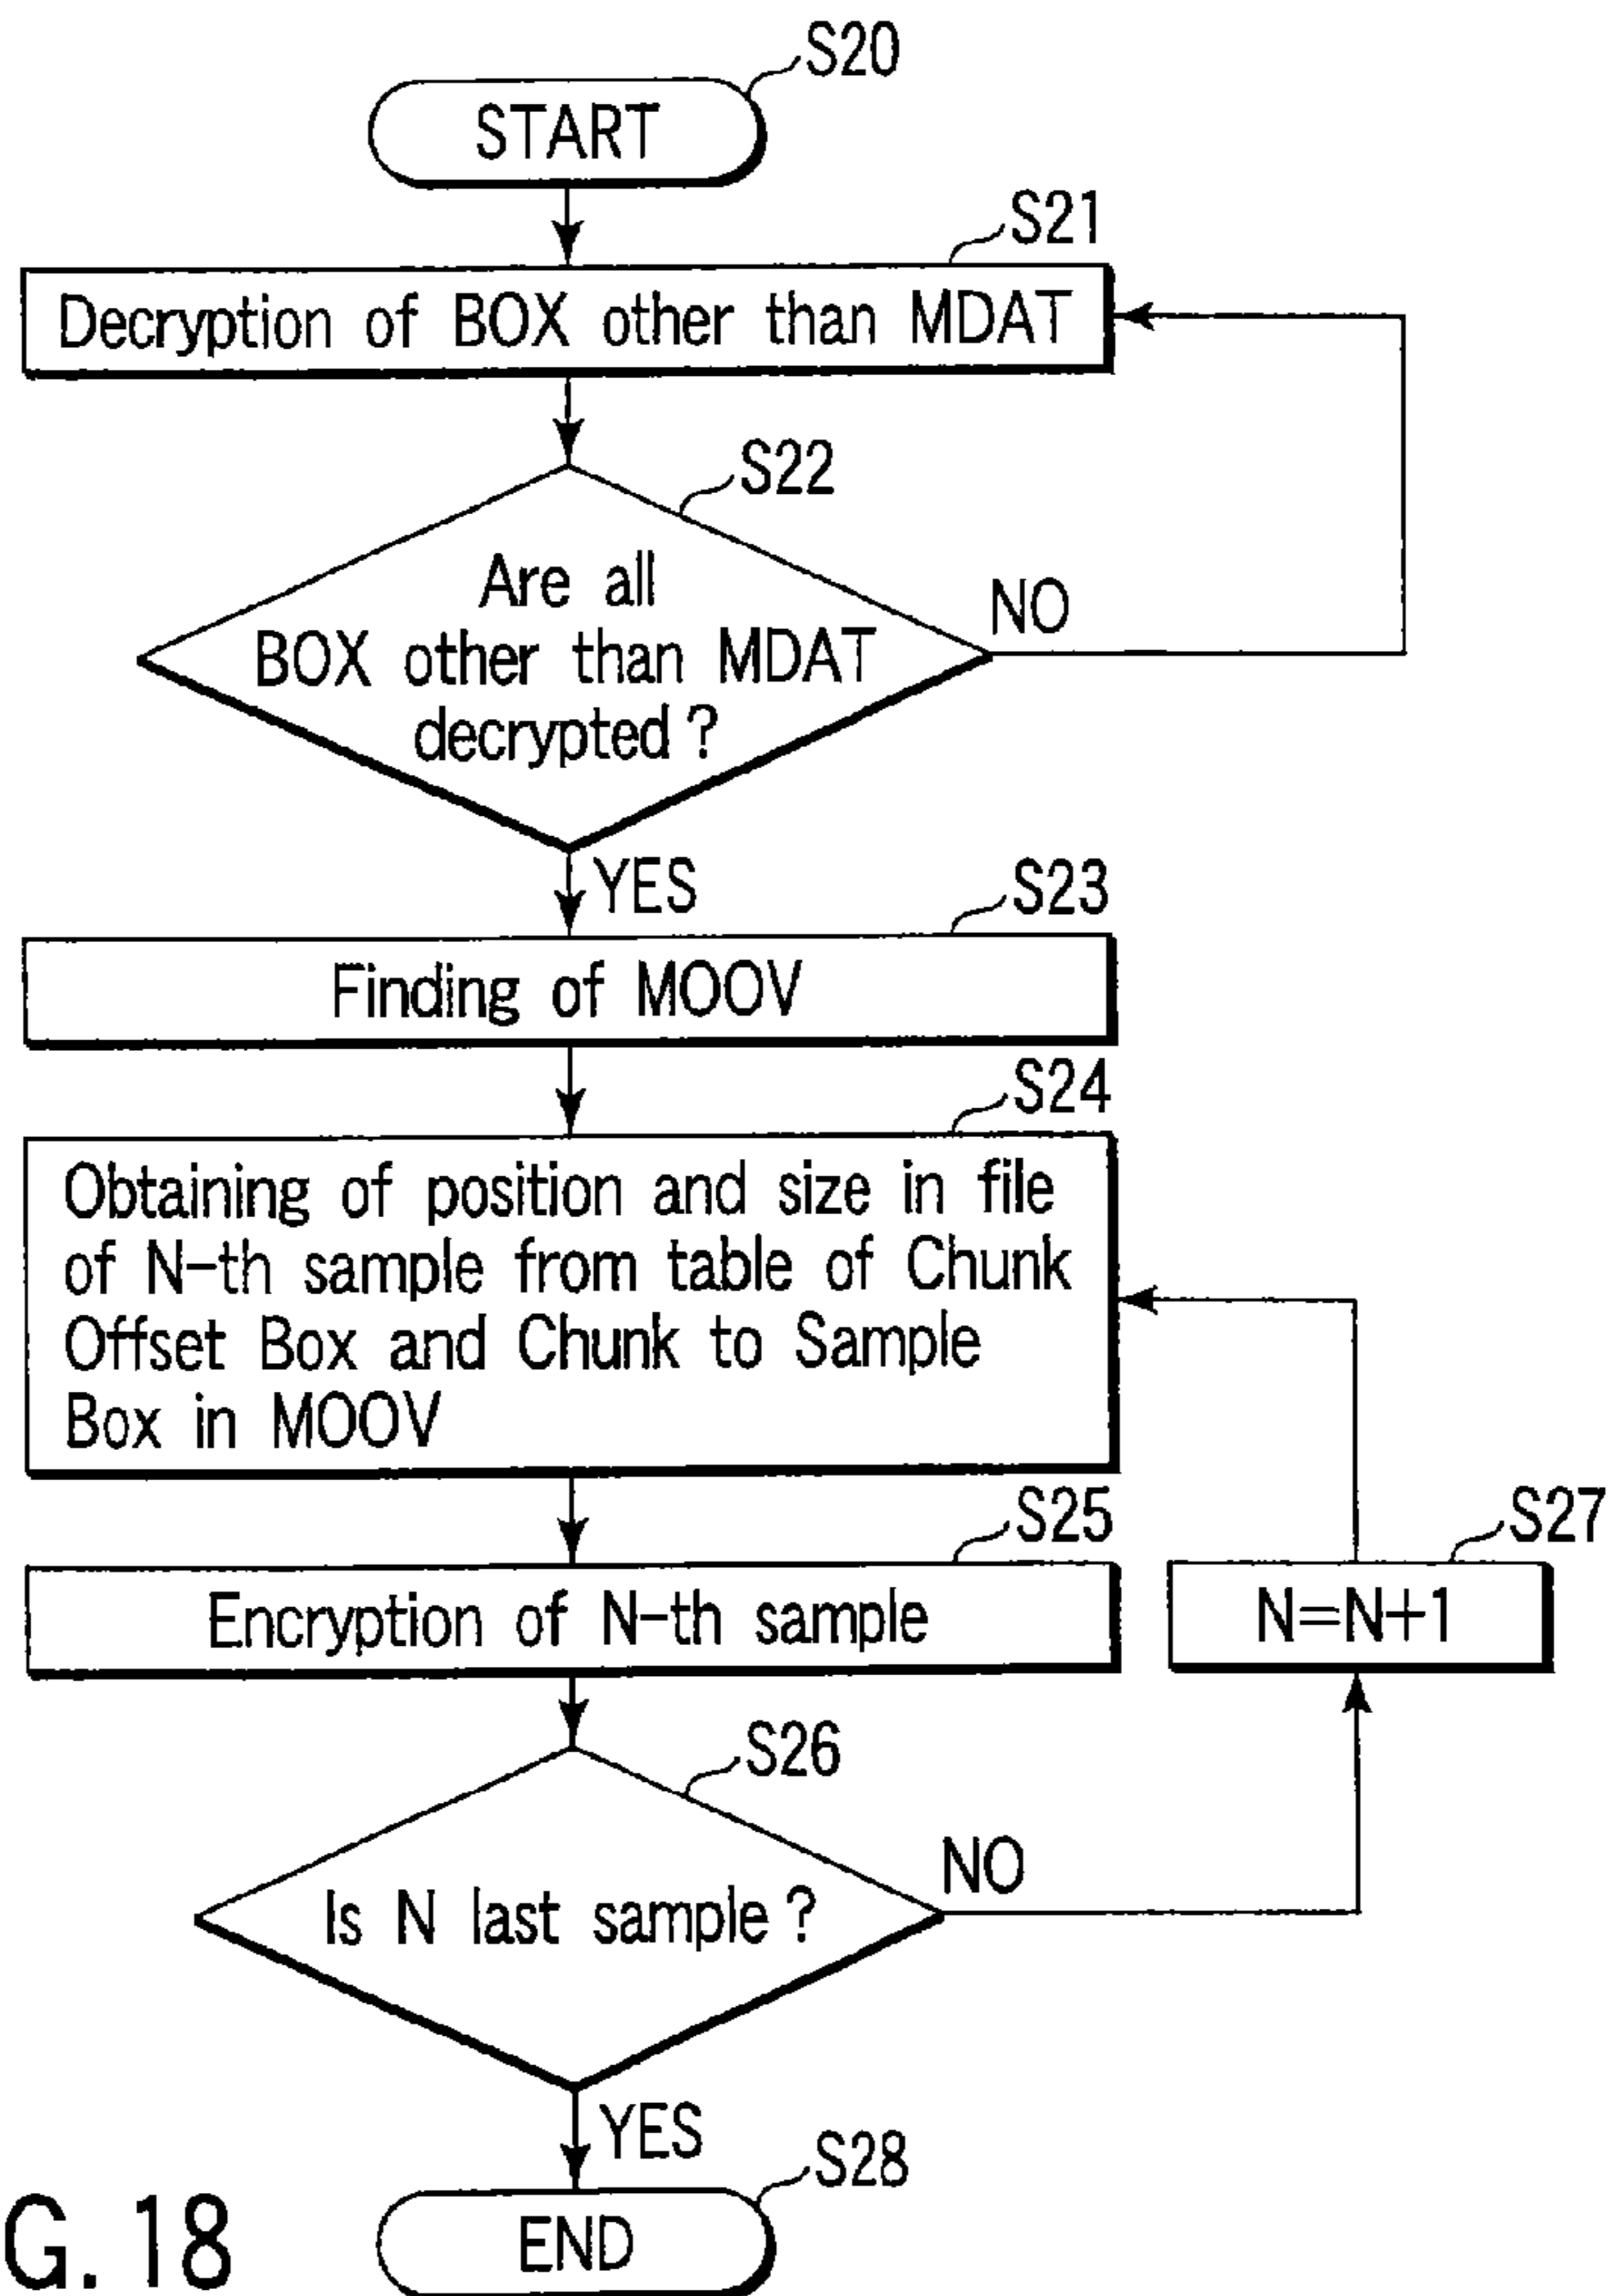 S20
START
S21
Decryption of BOX other than MDAT
S22
Are all
BOX other than MDAT
decrypted ?
NO
YES
S23
Finding of MOOV
S24
Obtaining of position and size in file
of N-th sample from table of Chunk
Offset Box and Chunk to Sample
Box in MOOV
S25
Encryption of N-th sample
S27
N=N+1
S26
Is N last sample ?
NO
YES
S28
END
G. 18